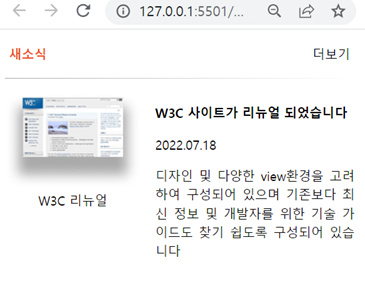 127.0.0.1:5501/...
새소식
더보기
W3C
W3C 리뉴얼
W3C 사이트가 리뉴얼 되었습니다
2022.07.18
디자인 및 다양한 view환경을 고려
하여 구성되어 있으며 기존보다 최
신 정보 및 개발자를 위한 기술 가
이드도 찾기 쉽도록 구성되어 있습
니다